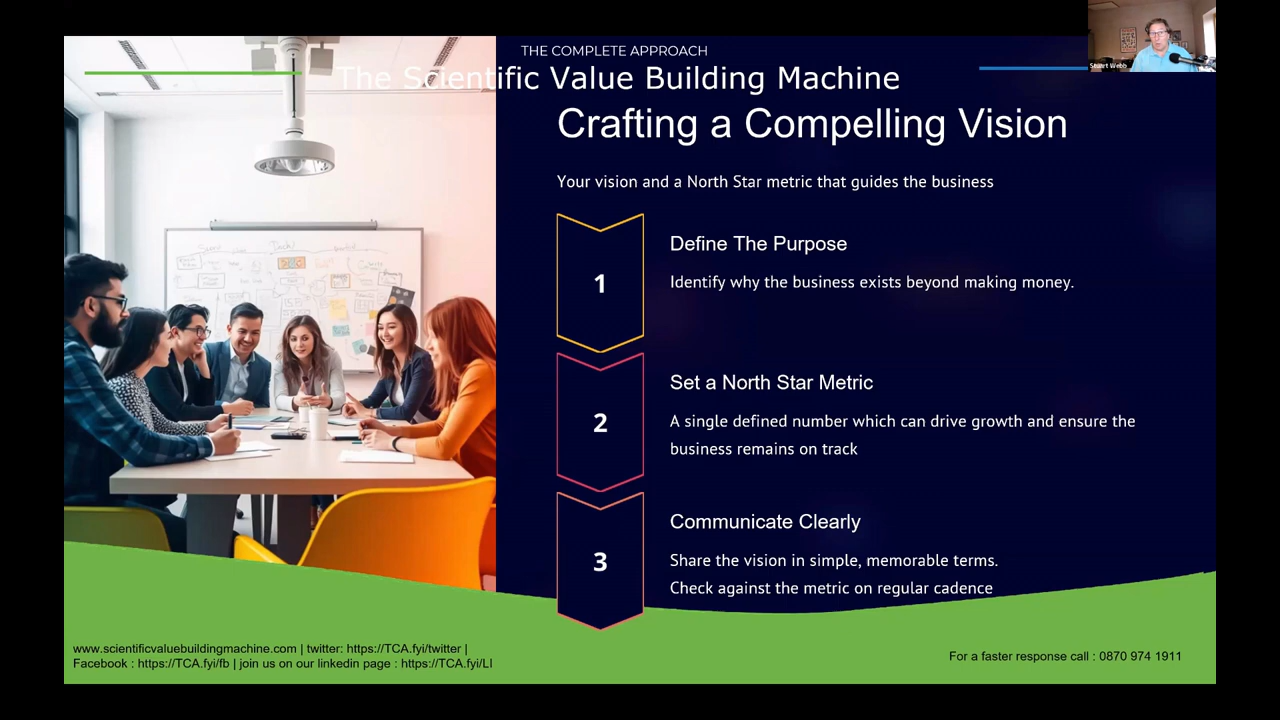 THE COMPLETE APPROACH
The Scientific Value Building Machine
Stuart Webb
Crafting a Compelling Vision
Your vision and a North Star metric that guides the business
1
Define The Purpose
Identify why the business exists beyond making money.
2
Set a North Star Metric
A single defined number which can drive growth and ensure the
business remains on track
3
Communicate Clearly
Share the vision in simple, memorable terms.
Check against the metric on regular cadence
www.scientificvaluebuildingmachine.com | twitter: https://TCA.fyi/twitter |
Facebook : https://TCA.fyi/fb | join us on our linkedin page : https://TCA.fyi/LI
For a faster response call : 0870 974 1911